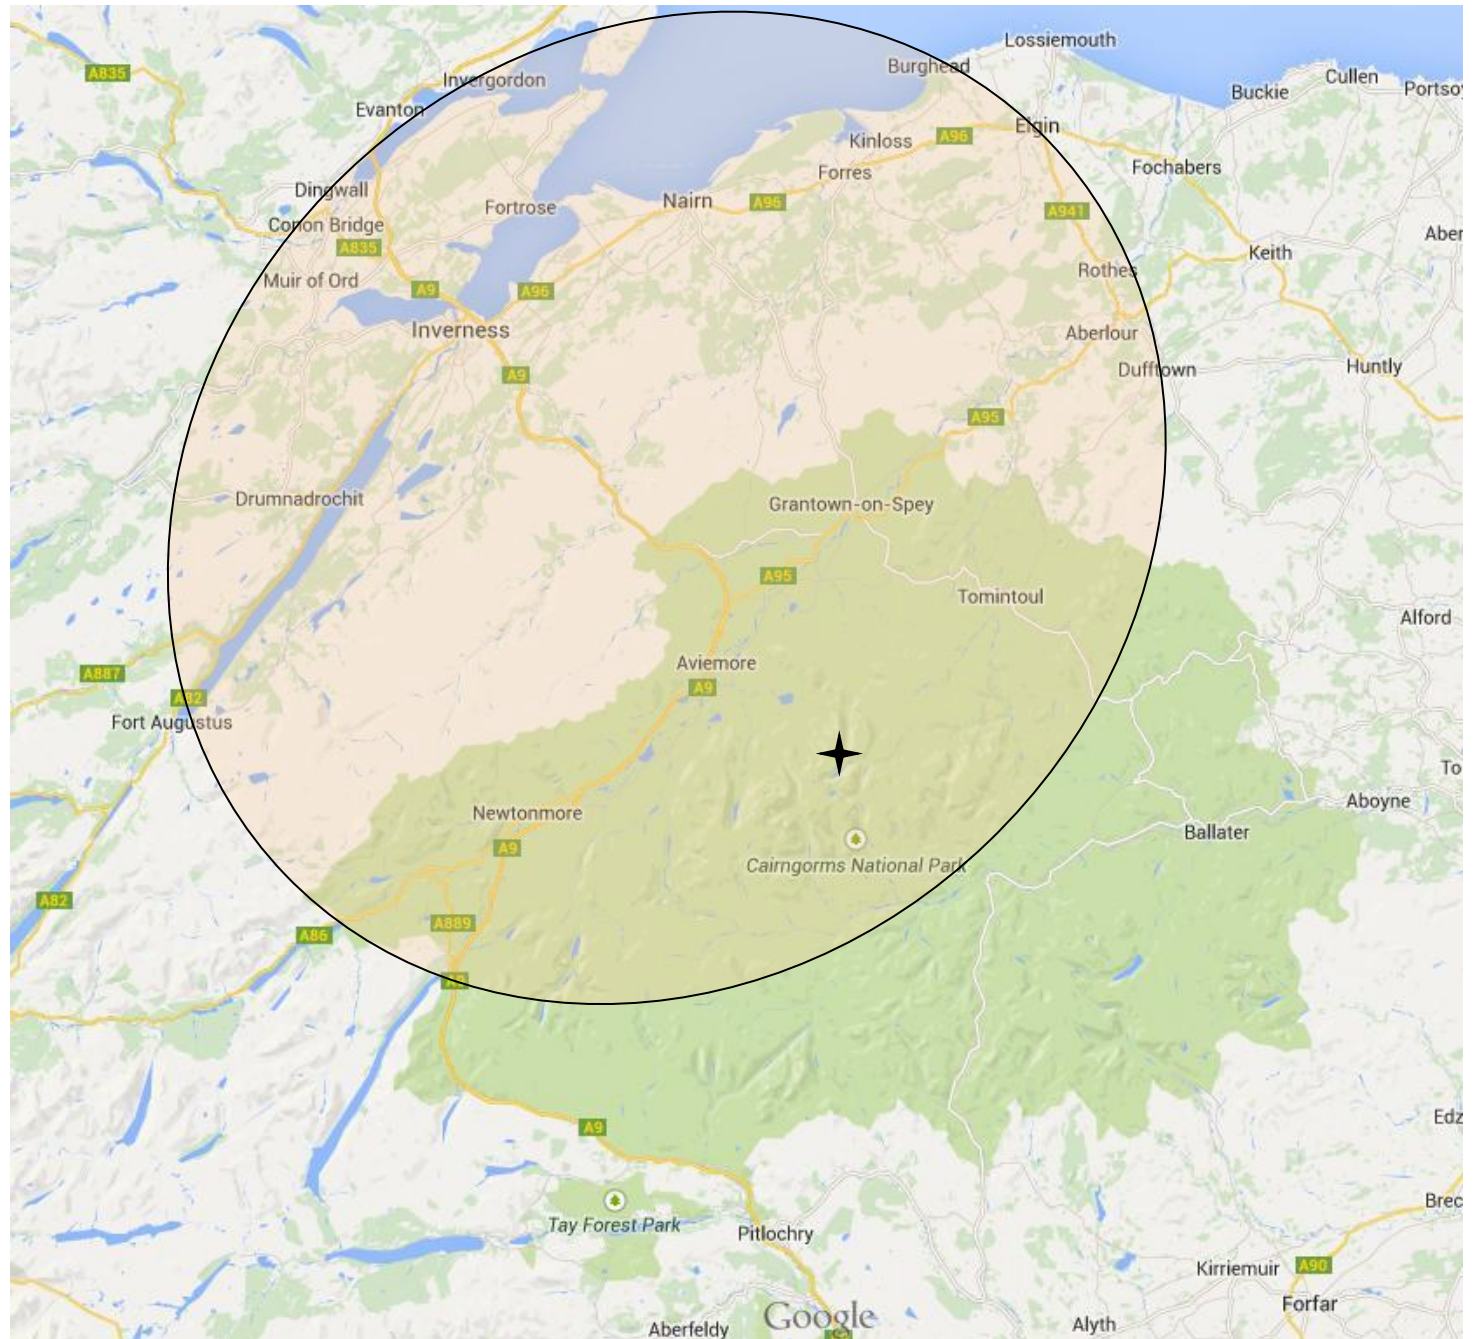 Lossiemouth
Burghead
Cullen
A835
Invergordon
Buckie
Portsoy
Evanton
Elgin
Kinloss
A96
Fochabers
Forres
Dingwall
Nairn
A96
Fortrose
A941
Conon Bridge
A835
Aber
Keith
Muir of Ord
Rothes
A9
A96
Inverness
Aberlour
Dufftown
Huntly
A9
A95
Drumnadrochit
Grantown-on-Spey
A95
Tomintoul
Alford
Aviemore
A887
A9
A82
Fort Augustus
To
Aboyne
Newtonmore
Ballater
A9
Cairngorms National Park
A82
A889
A86
A9
Edz
A9
Brec
Tay Forest Park
Pitlochry
Kirriemuir
A90
Forfar
Google
Alyth
Aberfeldy